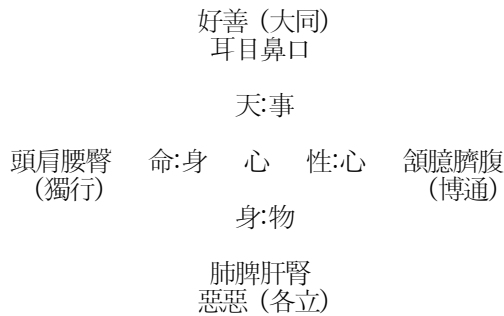 好善 (大同)
耳目鼻口
天:事
頭肩腰臀 命:身 心 性:心 頷臆臍腹
(獨行) (博通)
身:物
肺脾肝腎
惡惡 (各立)